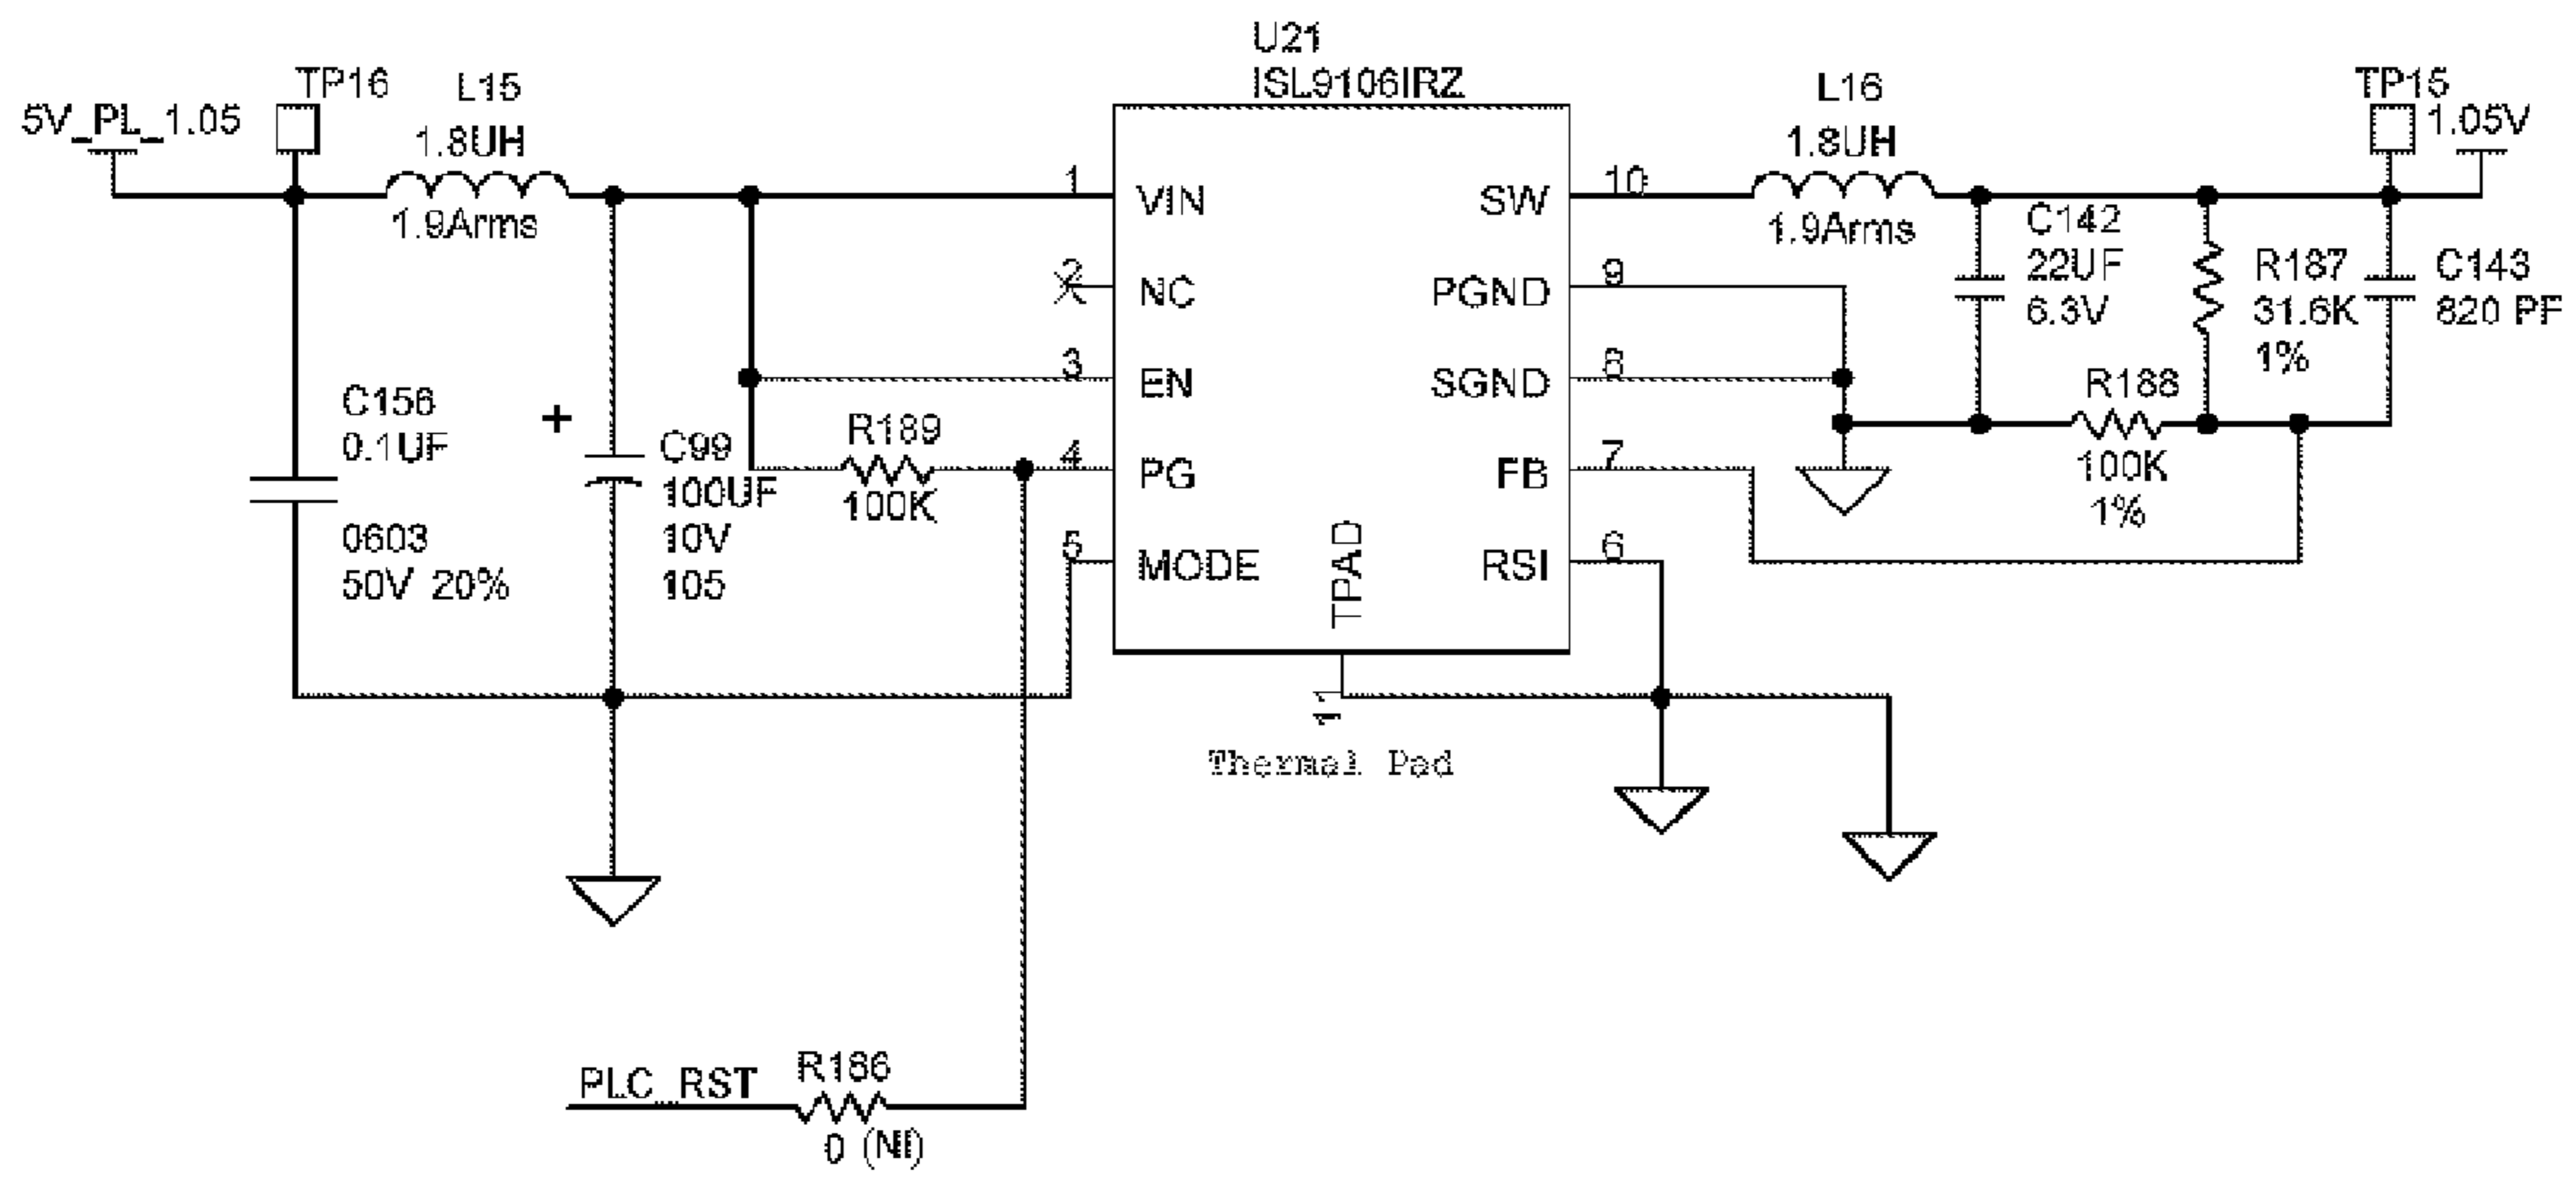 U21
ISL9106IRZ
TP16
L15
5V_PL_1.05
1.8UH
1.9Arms
L16
1.8UH
1.9Arms
TP15
1.05V
1
VIN
SW
10
2
NC
PGND
9
3
EN
SGND
8
4
PG
FB
7
5
MODE
RSI
6
TPAD
11
Thermal Pad
C142
22UF
6.3V
R187
31.6K
1%
C143
820 PF
R188
100K
1%
C156
0.1UF
0603
50V 20%
+
C99
100UF
10V
105
R189
100K
PLC_RST
R186
0 (NI)